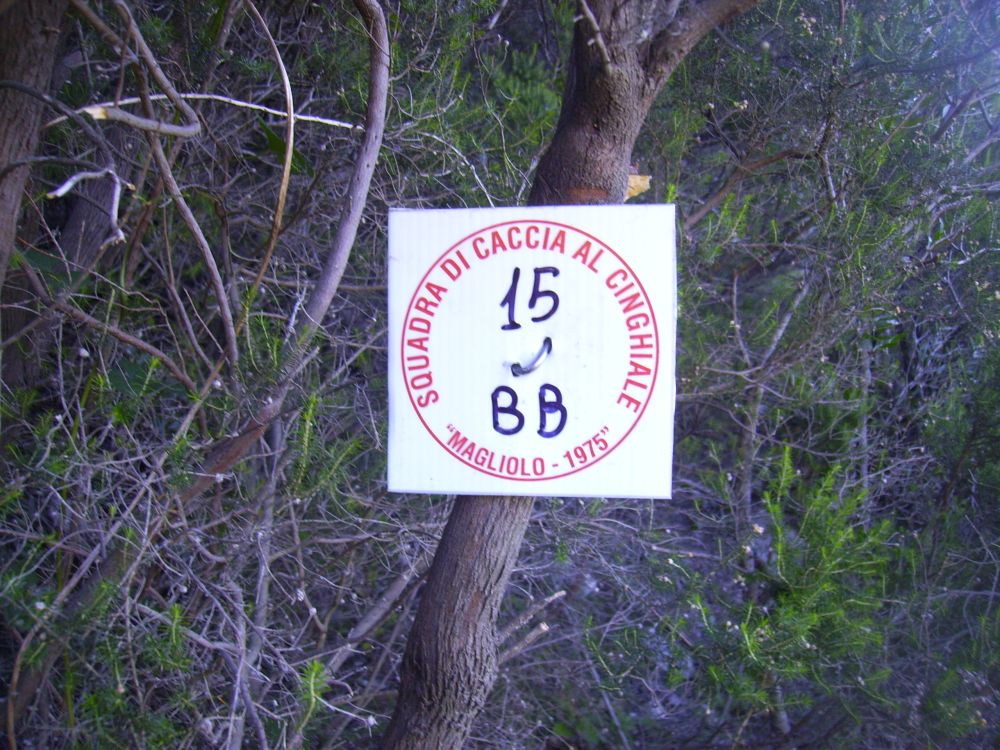 SQUADRA DI CACCIA AL CINGHIALE
15
BB
"MAGLIOLO - 1975"